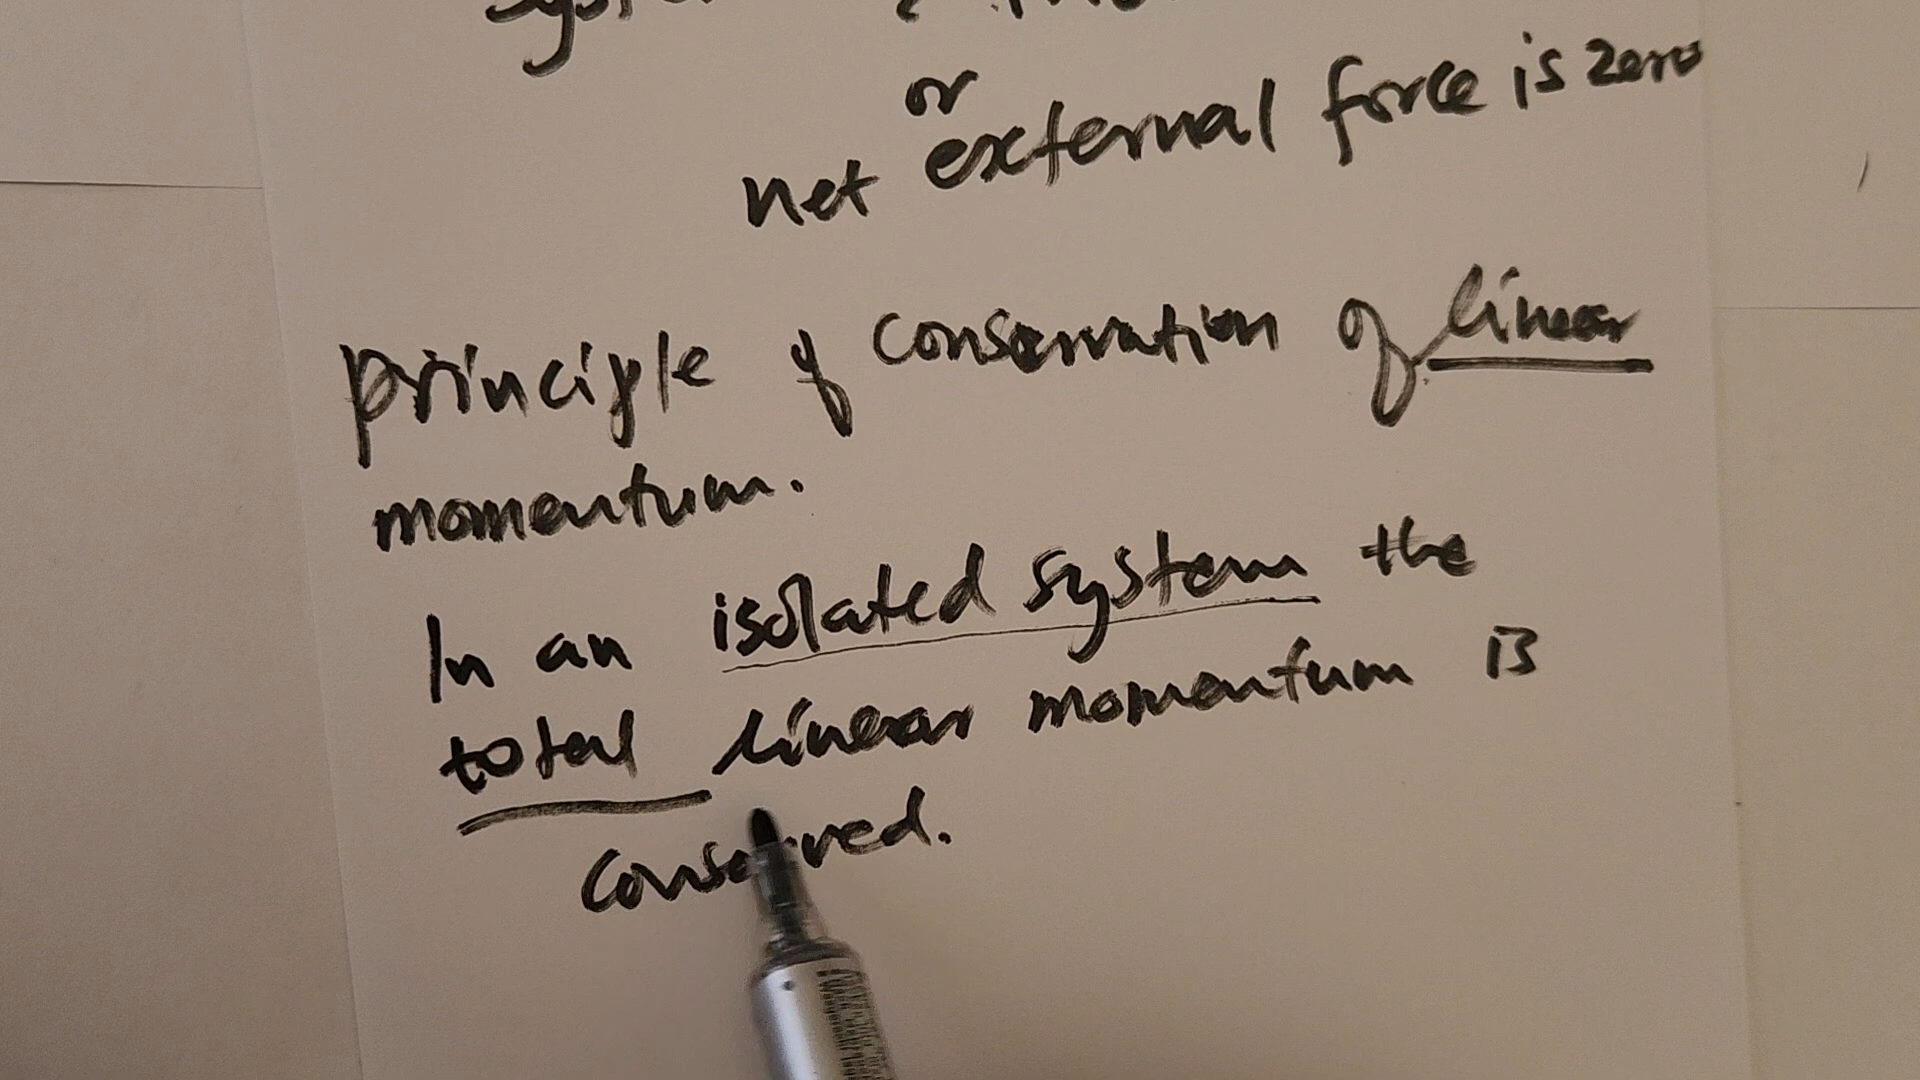 or
net external force is zero
principle of conservation of linear
momentum.
In an isolated system the
total linear momentum is
conserved.